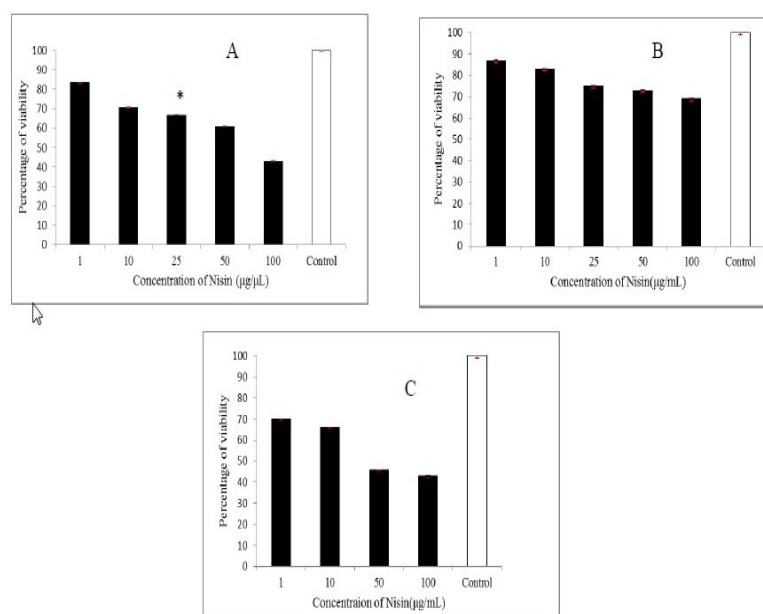 A
Percentage of viability
100
90
80
70
60
50
40
30
20
10
0
*
1 10 25 50 100 Control
Concentration of Nisin (µg/µL)
B
Percentage of viability
100
90
80
70
60
50
40
30
20
10
0
1 10 25 50 100 Control
Concentration of Nisin(µg/mL)
C
Percentage of viability
100
90
80
70
60
50
40
30
20
10
0
1 10 50 100 Control
Concentraion of Nisin(µg/mL)